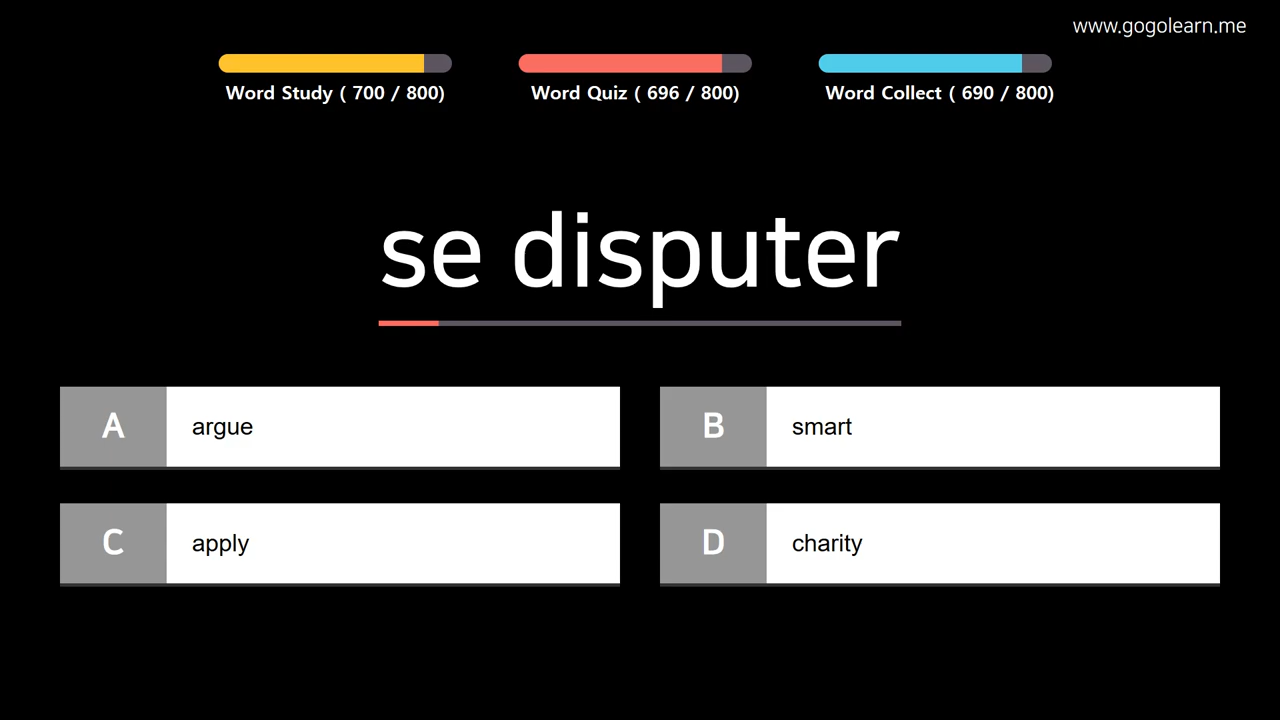 www.gogolearn.me
Word Study ( 700 / 800)
Word Quiz ( 696 / 800)
Word Collect ( 690 / 800)
se disputer
A argue
B smart
C apply
D charity